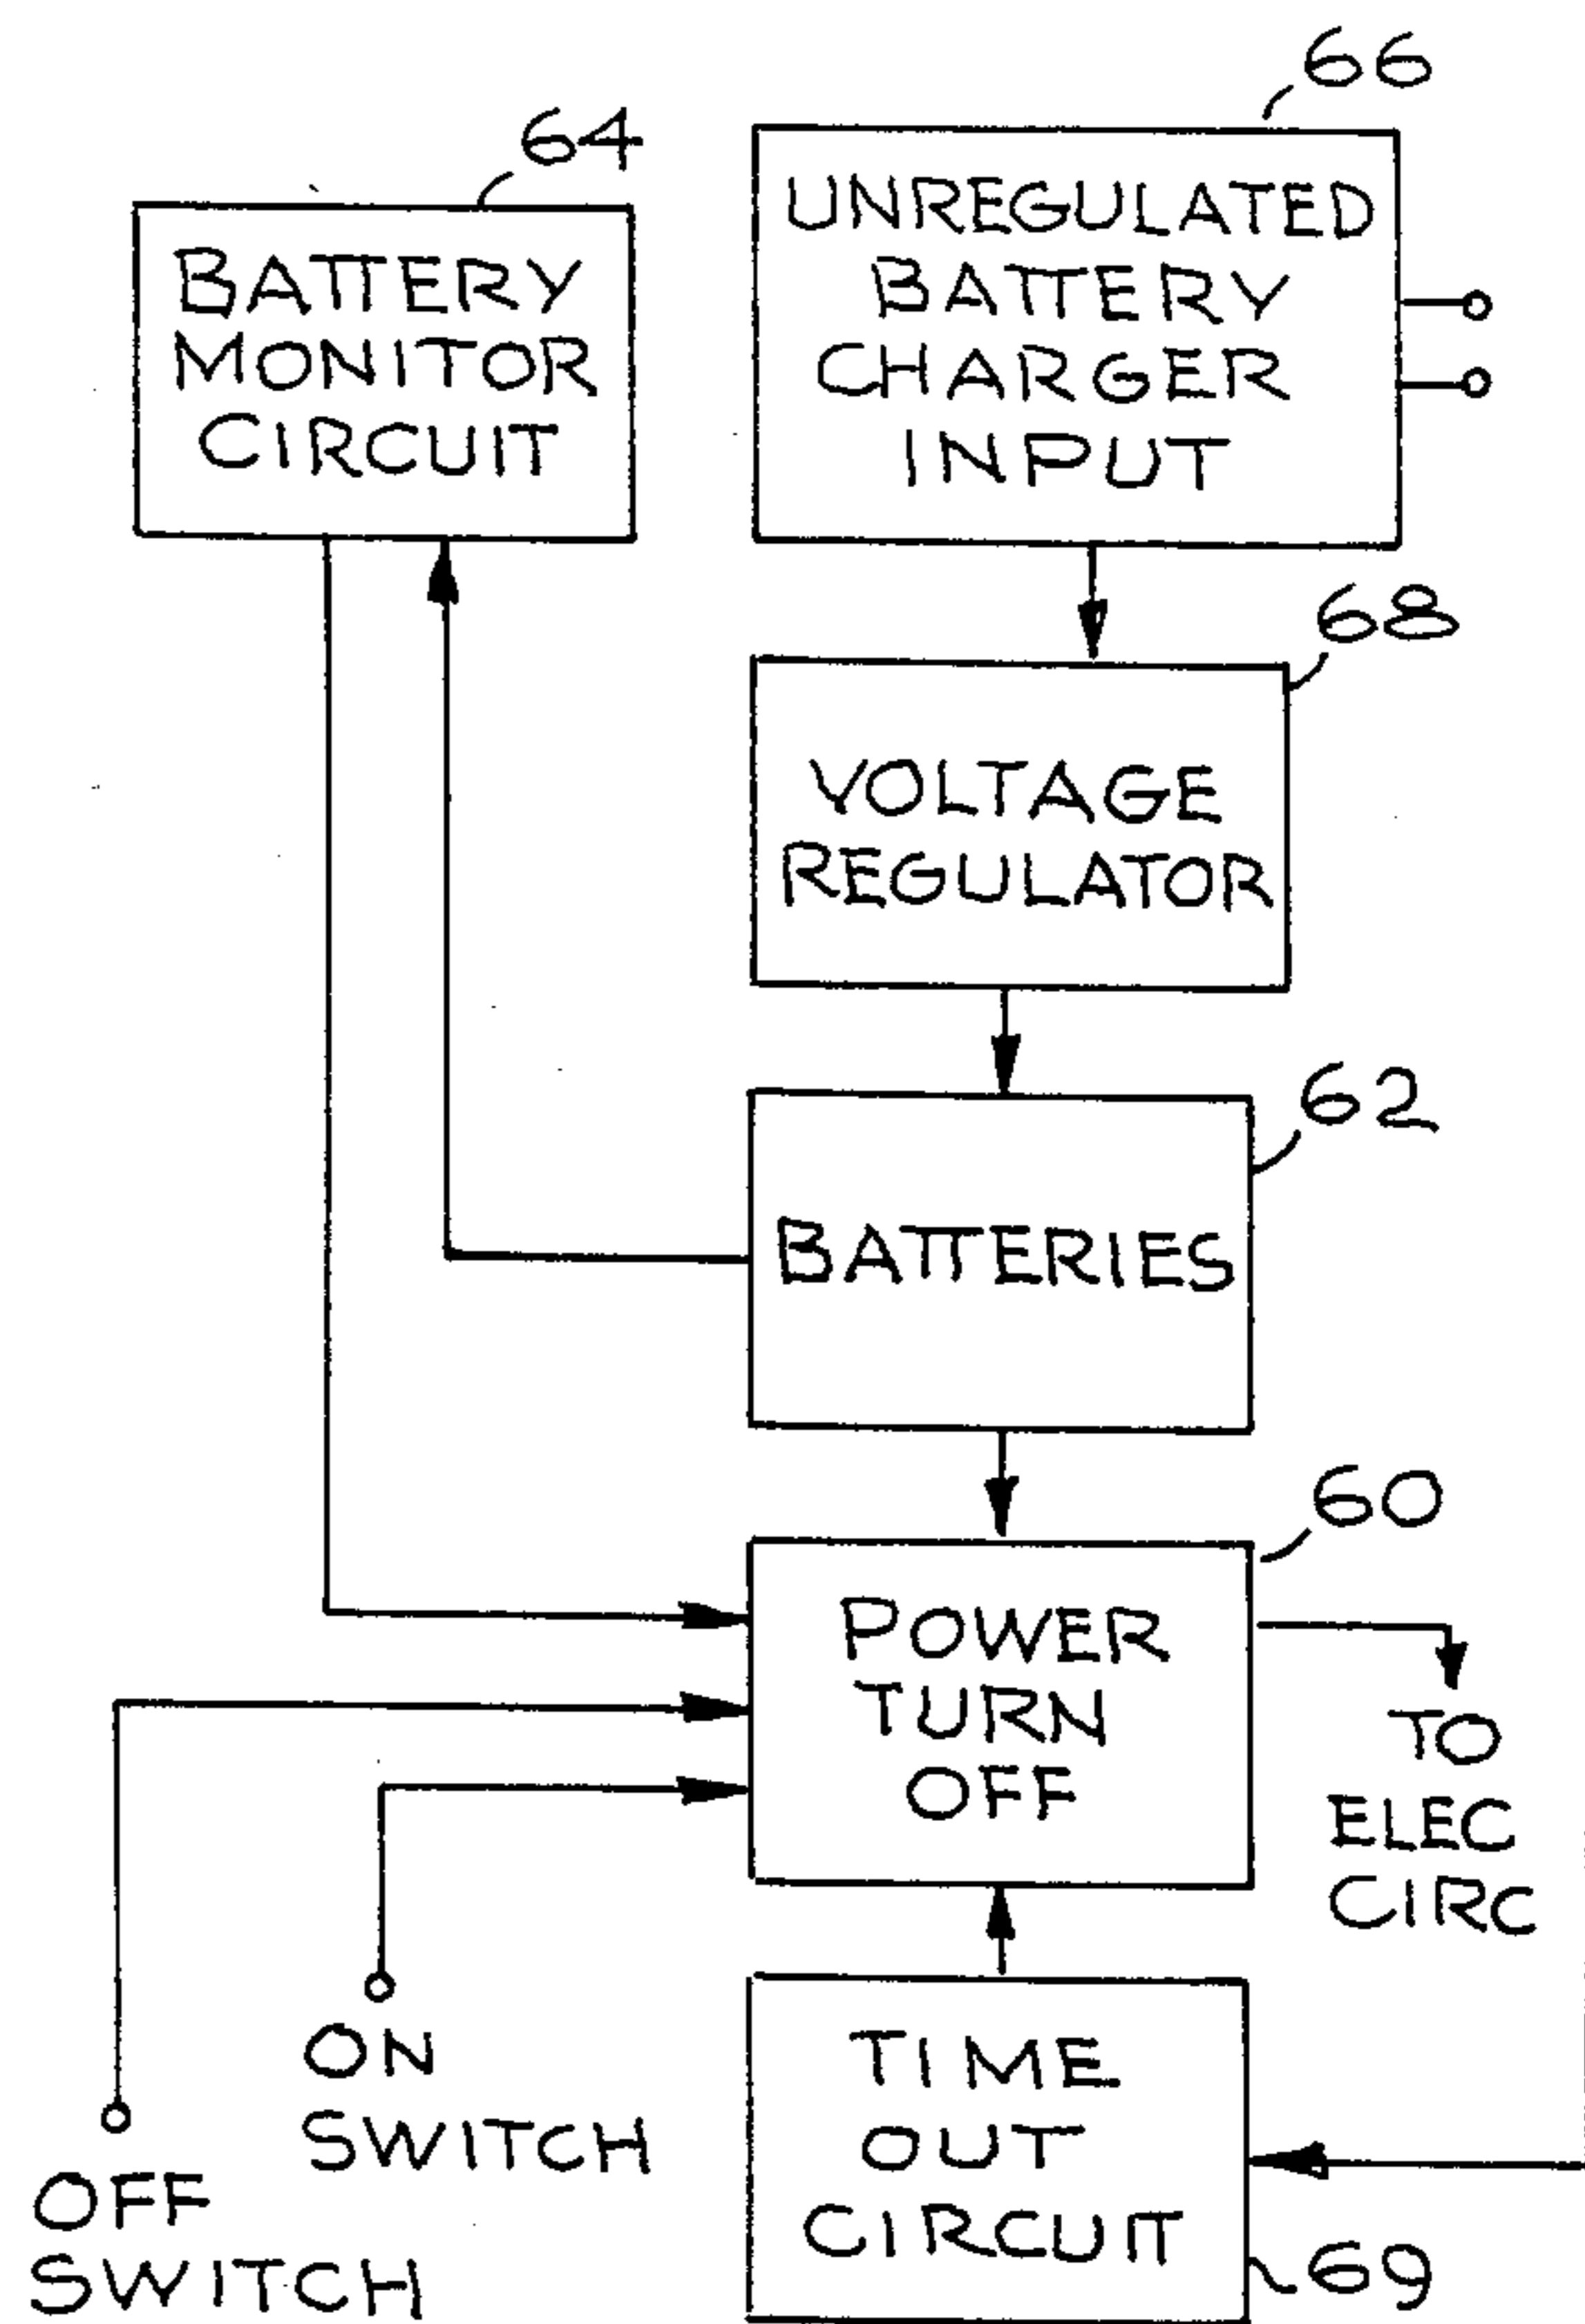 66
64
UNREGULATED
BATTERY
CHARGER
INPUT
BATTERY
MONITOR
CIRCUIT
68
VOLTAGE
REGULATOR
62
BATTERIES
60
POWER
TURN
OFF
TO
ELEC
CIRC
ON
SWITCH
OFF
SWITCH
TIME
OUT
CIRCUIT
69